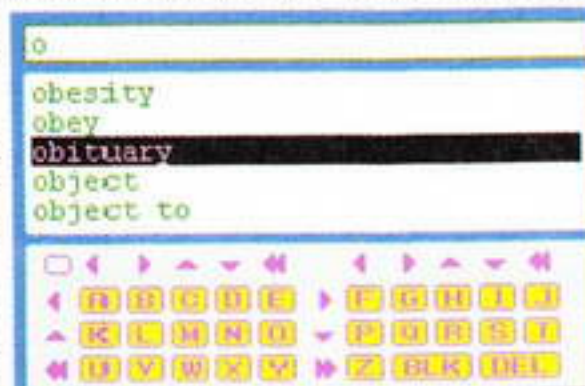 o
obesity
obey
obituary
object
object to
A B C D E F G H I J
K L M N O P Q R S T
U V W X Y Z BLK DEL